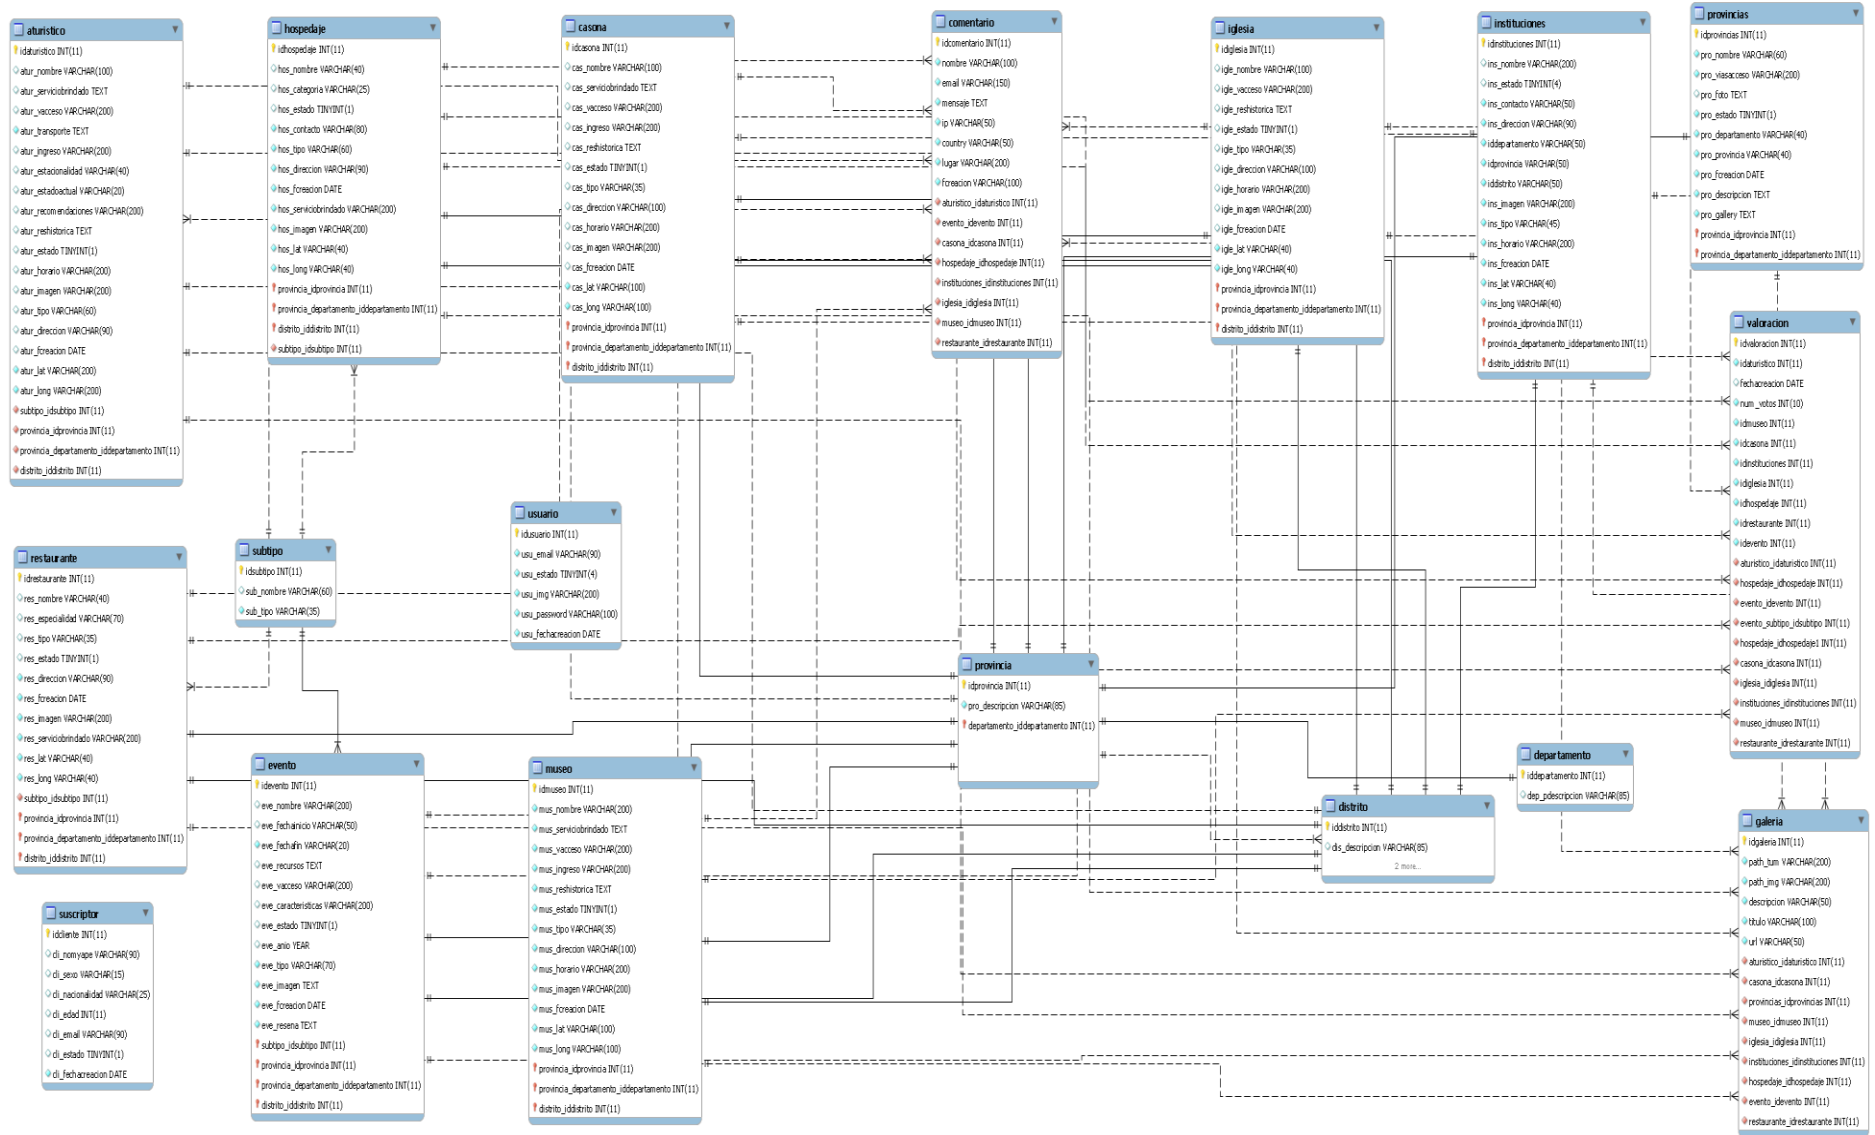 aturistico
idaturistico INT(11)
atur_nombre VARCHAR(100)
atur_serviciobrindado TEXT
atur_vacceso VARCHAR(200)
atur_transporte TEXT
atur_ingreso VARCHAR(200)
atur_estacionalidad VARCHAR(40)
atur_estadoactual VARCHAR(20)
atur_recomendaciones VARCHAR(200)
atur_reshistorica TEXT
atur_estado TINYINT(1)
atur_horario VARCHAR(200)
atur_imagen VARCHAR(200)
atur_tipo VARCHAR(60)
atur_direccion VARCHAR(90)
atur_fcreacion DATE
atur_lat VARCHAR(200)
atur_long VARCHAR(200)
subtipo_idsubtipo INT(11)
provincia_idprovincia INT(11)
provincia_departamento_iddepartamento INT(11)
distrito_iddistrito INT(11)
hospedaje
idhospedaje INT(11)
hos_nombre VARCHAR(40)
hos_categoria VARCHAR(25)
hos_estado TINYINT(1)
hos_contacto VARCHAR(80)
hos_tipo VARCHAR(60)
hos_direccion VARCHAR(90)
hos_fcreacion DATE
hos_serviciobrindado VARCHAR(200)
hos_imagen VARCHAR(200)
hos_lat VARCHAR(40)
hos_long VARCHAR(40)
provincia_idprovincia INT(11)
provincia_departamento_iddepartamento INT(11)
distrito_iddistrito INT(11)
subtipo_idsubtipo INT(11)
casona
idcasona INT(11)
cas_nombre VARCHAR(100)
cas_serviciobrindado TEXT
cas_vacceso VARCHAR(200)
cas_ingreso VARCHAR(200)
cas_reshistorica TEXT
cas_estado TINYINT(1)
cas_tipo VARCHAR(35)
cas_direccion VARCHAR(100)
cas_horario VARCHAR(200)
cas_imagen VARCHAR(200)
cas_fcreacion DATE
cas_lat VARCHAR(100)
cas_long VARCHAR(100)
provincia_idprovincia INT(11)
provincia_departamento_iddepartamento INT(11)
distrito_iddistrito INT(11)
comentario
idcomentario INT(11)
nombre VARCHAR(100)
email VARCHAR(150)
mensaje TEXT
ip VARCHAR(50)
country VARCHAR(50)
lugar VARCHAR(200)
fcreacion VARCHAR(100)
aturistico_idaturistico INT(11)
evento_idevento INT(11)
casona_idcasona INT(11)
hospedaje_idhospedaje INT(11)
instituciones_idinstituciones INT(11)
iglesia_idiglesia INT(11)
museo_idmuseo INT(11)
restaurante_idrestaurante INT(11)
iglesia
idiglesia INT(11)
igle_nombre VARCHAR(100)
igle_vacceso VARCHAR(200)
igle_reshistorica TEXT
igle_estado TINYINT(1)
igle_tipo VARCHAR(35)
igle_direccion VARCHAR(100)
igle_horario VARCHAR(200)
igle_imagen VARCHAR(200)
igle_fcreacion DATE
igle_lat VARCHAR(40)
igle_long VARCHAR(40)
provincia_idprovincia INT(11)
provincia_departamento_iddepartamento INT(11)
distrito_iddistrito INT(11)
instituciones
idinstituciones INT(11)
ins_nombre VARCHAR(200)
ins_estado TINYINT(4)
ins_contacto VARCHAR(50)
ins_direccion VARCHAR(90)
iddepartamento VARCHAR(50)
idprovincia VARCHAR(50)
iddistrito VARCHAR(50)
ins_imagen VARCHAR(200)
ins_tipo VARCHAR(45)
ins_horario VARCHAR(200)
ins_fcreacion DATE
ins_lat VARCHAR(40)
ins_long VARCHAR(40)
provincia_idprovincia INT(11)
provincia_departamento_iddepartamento INT(11)
distrito_iddistrito INT(11)
provincias
idprovincias INT(11)
pro_nombre VARCHAR(60)
pro_viasacceso VARCHAR(200)
pro_foto TEXT
pro_estado TINYINT(1)
pro_departamento VARCHAR(40)
pro_provincia VARCHAR(40)
pro_fcreacion DATE
pro_descripcion TEXT
pro_gallery TEXT
provincia_idprovincia INT(11)
provincia_departamento_iddepartamento INT(11)
valoracion
idvaloracion INT(11)
idaturistico INT(11)
fechacreacion DATE
num_votos INT(10)
idmuseo INT(11)
idcasona INT(11)
idinstituciones INT(11)
idiglesia INT(11)
idhospedaje INT(11)
idrestaurante INT(11)
idevento INT(11)
aturistico_idaturistico INT(11)
hospedaje_idhospedaje INT(11)
evento_idevento INT(11)
evento_subtipo_idsubtipo INT(11)
hospedaje_idhospedaje1 INT(11)
casona_idcasona INT(11)
iglesia_idiglesia INT(11)
instituciones_idinstituciones INT(11)
museo_idmuseo INT(11)
restaurante_idrestaurante INT(11)
restaurante
idrestaurante INT(11)
res_nombre VARCHAR(40)
res_especialidad VARCHAR(70)
res_tipo VARCHAR(35)
res_estado TINYINT(1)
res_direccion VARCHAR(90)
res_fcreacion DATE
res_imagen VARCHAR(200)
res_serviciobrindado VARCHAR(200)
res_lat VARCHAR(40)
res_long VARCHAR(40)
subtipo_idsubtipo INT(11)
provincia_idprovincia INT(11)
provincia_departamento_iddepartamento INT(11)
distrito_iddistrito INT(11)
subtipo
idsubtipo INT(11)
sub_nombre VARCHAR(60)
sub_tipo VARCHAR(35)
usuario
idusuario INT(11)
usu_email VARCHAR(90)
usu_estado TINYINT(4)
usu_img VARCHAR(200)
usu_password VARCHAR(100)
usu_fechacreacion DATE
provincia
idprovincia INT(11)
pro_descripcion VARCHAR(85)
departamento_iddepartamento INT(11)
departamento
iddepartamento INT(11)
dep_pdescripcion VARCHAR(85)
distrito
iddistrito INT(11)
dis_descripcion VARCHAR(85)
2 more...
evento
idevento INT(11)
eve_nombre VARCHAR(200)
eve_fechainicio VARCHAR(50)
eve_fechafin VARCHAR(20)
eve_recursos TEXT
eve_vacceso VARCHAR(200)
eve_caracteristicas VARCHAR(200)
eve_estado TINYINT(1)
eve_anio YEAR
eve_tipo VARCHAR(70)
eve_imagen TEXT
eve_fcreacion DATE
eve_resena TEXT
subtipo_idsubtipo INT(11)
provincia_idprovincia INT(11)
provincia_departamento_iddepartamento INT(11)
distrito_iddistrito INT(11)
museo
idmuseo INT(11)
mus_nombre VARCHAR(200)
mus_serviciobrindado TEXT
mus_vacceso VARCHAR(200)
mus_ingreso VARCHAR(200)
mus_reshistorica TEXT
mus_estado TINYINT(1)
mus_tipo VARCHAR(35)
mus_direccion VARCHAR(100)
mus_horario VARCHAR(200)
mus_imagen VARCHAR(200)
mus_fcreacion DATE
mus_lat VARCHAR(100)
mus_long VARCHAR(100)
provincia_idprovincia INT(11)
provincia_departamento_iddepartamento INT(11)
distrito_iddistrito INT(11)
galeria
idgaleria INT(11)
path_tum VARCHAR(200)
path_img VARCHAR(200)
descripcion VARCHAR(50)
titulo VARCHAR(100)
url VARCHAR(50)
aturistico_idaturistico INT(11)
casona_idcasona INT(11)
provincias_idprovincias INT(11)
museo_idmuseo INT(11)
iglesia_idiglesia INT(11)
instituciones_idinstituciones INT(11)
hospedaje_idhospedaje INT(11)
evento_idevento INT(11)
restaurante_idrestaurante INT(11)
suscriptor
idcliente INT(11)
cli_nomyape VARCHAR(90)
cli_sexo VARCHAR(15)
cli_nacionalidad VARCHAR(25)
cli_edad INT(11)
cli_email VARCHAR(90)
cli_estado TINYINT(1)
cli_fechacreacion DATE